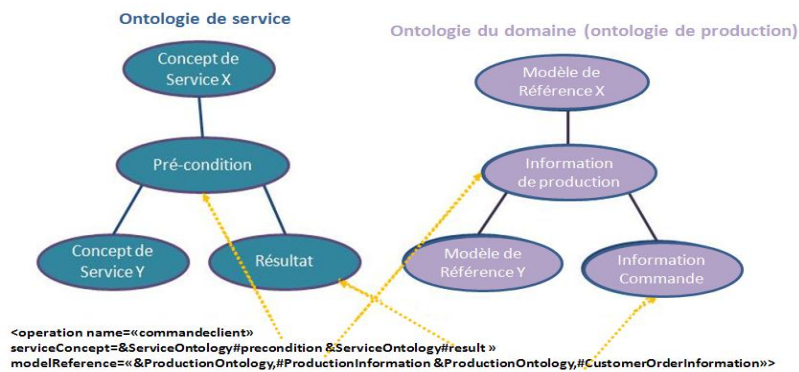 Ontologie de service
Ontologie du domaine (ontologie de production)
Concept de
Service X
Modèle de
Référence X
Pré-condition
Information
de production
Concept de
Service Y
Résultat
Modèle de
Référence Y
Information
Commande
<operation name=«commandeclient»
serviceConcept=&ServiceOntology#precondition &ServiceOntology#result »
modelReference=«&ProductionOntology,#ProductionInformation &ProductionOntology,#CustomerOrderInformation»>